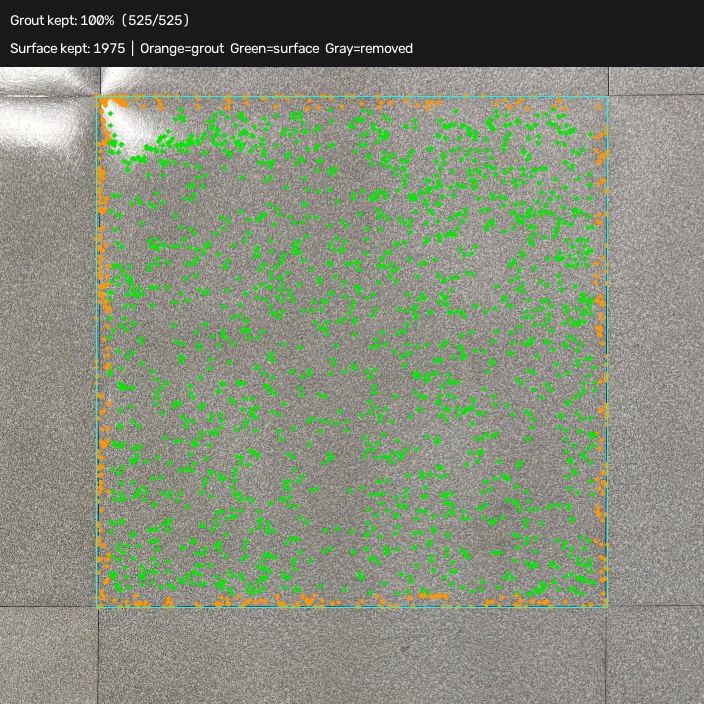 Grout kept: 100% (525/525)
Surface kept: 1975 | Orange=grout Green=surface Gray=removed